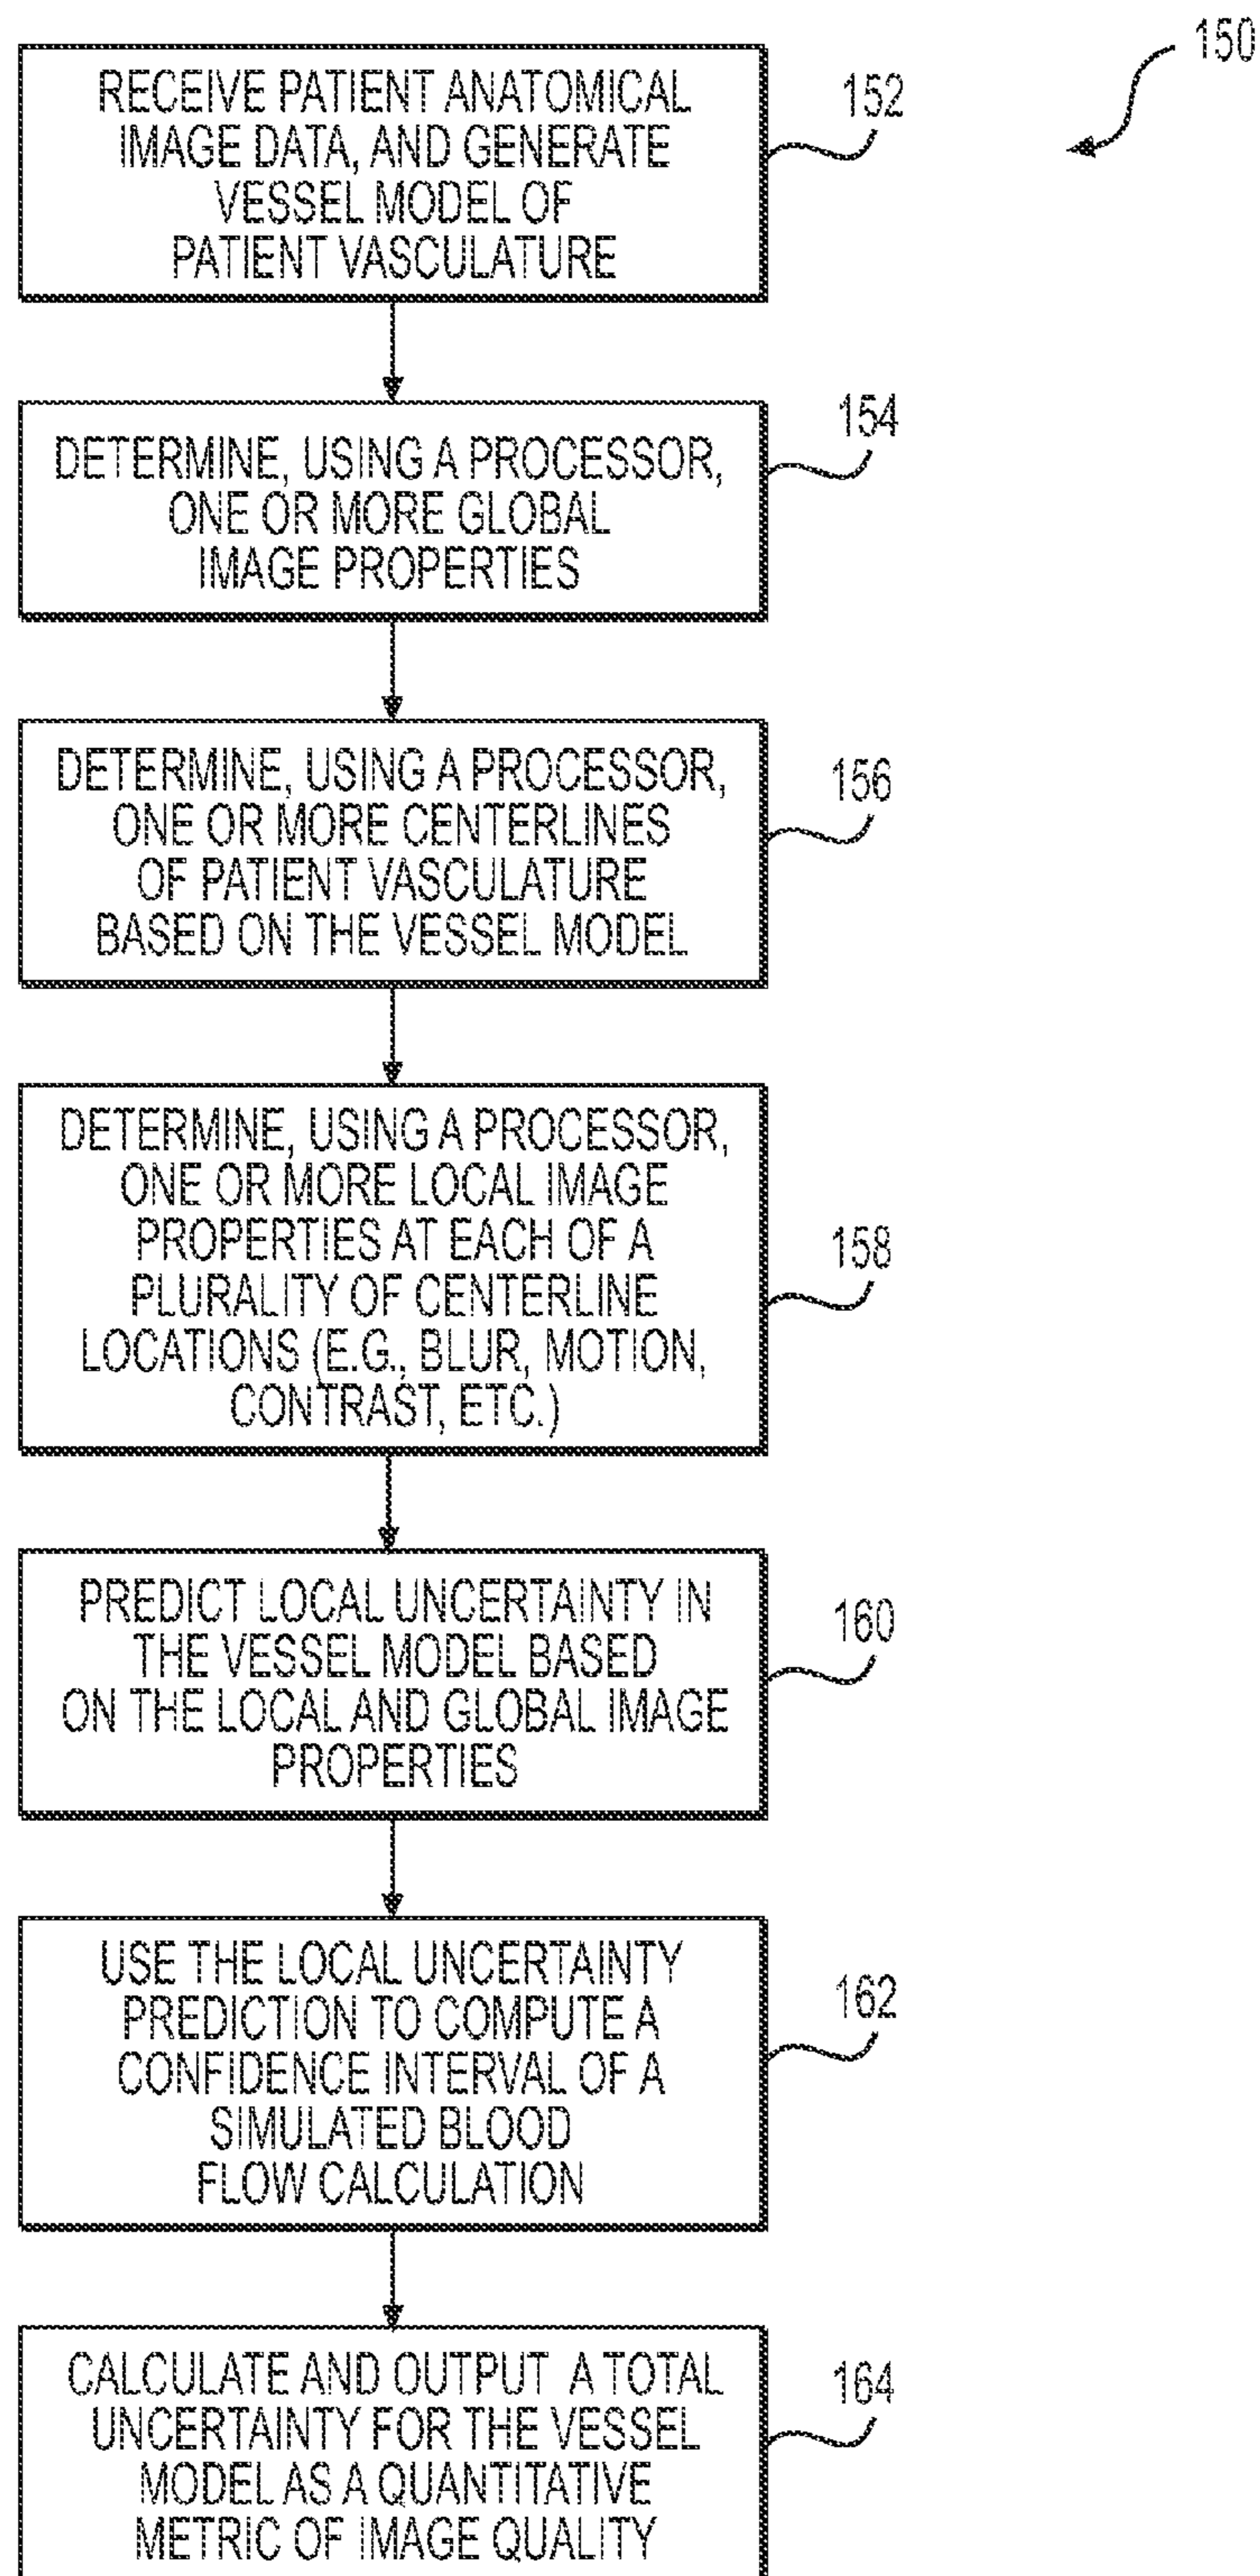 150
RECEIVE PATIENT ANATOMICAL
IMAGE DATA, AND GENERATE
VESSEL MODEL OF
PATIENT VASCULATURE
152
DETERMINE, USING A PROCESSOR,
ONE OR MORE GLOBAL
IMAGE PROPERTIES
154
DETERMINE, USING A PROCESSOR,
ONE OR MORE CENTERLINES
OF PATIENT VASCULATURE
BASED ON THE VESSEL MODEL
156
DETERMINE, USING A PROCESSOR,
ONE OR MORE LOCAL IMAGE
PROPERTIES AT EACH OF A
PLURALITY OF CENTERLINE
LOCATIONS (E.G., BLUR, MOTION,
CONTRAST, ETC.)
158
PREDICT LOCAL UNCERTAINTY IN
THE VESSEL MODEL BASED
ON THE LOCAL AND GLOBAL IMAGE
PROPERTIES
160
USE THE LOCAL UNCERTAINTY
PREDICTION TO COMPUTE A
CONFIDENCE INTERVAL OF A
SIMULATED BLOOD
FLOW CALCULATION
162
CALCULATE AND OUTPUT A TOTAL
UNCERTAINTY FOR THE VESSEL
MODEL AS A QUANTITATIVE
METRIC OF IMAGE QUALITY
164